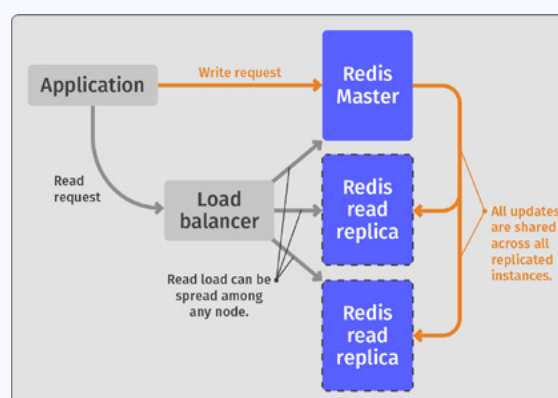 Application
Write request
Redis
Master
Read
request
Load
balancer
Redis
read
replica
All updates
are shared
across all
replicated
instances.
Read load can be
spread among
any node.
Redis
read
replica